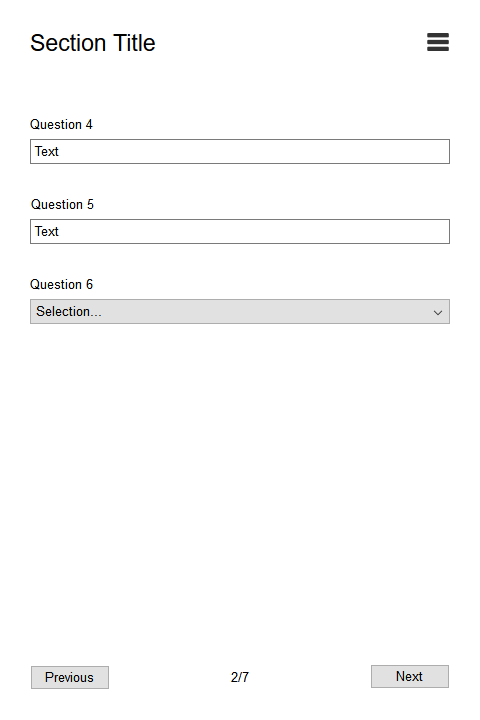 Section Title
Question 4
Text
Question 5
Text
Question 6
Selection...
Previous
2/7
Next